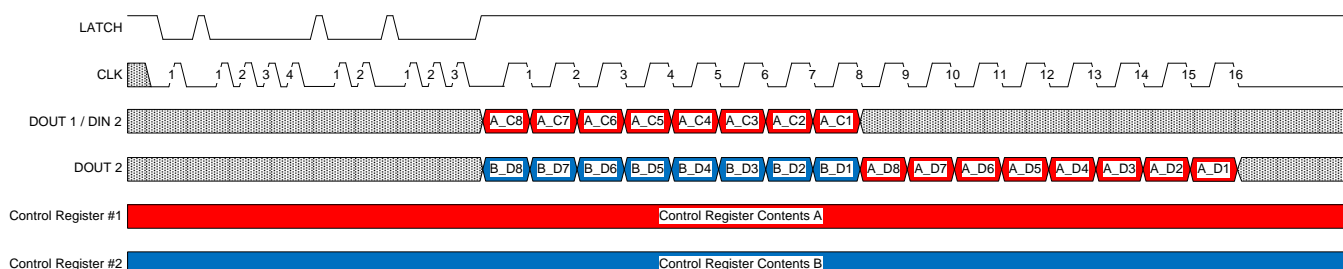 LATCH
CLK 1 1 2 3 4 1 2 1 2 3 1 2 3 4 5 6 7 8 9 10 11 12 13 14 15 16
DOUT 1 / DIN 2 A_C8 A_C7 A_C6 A_C5 A_C4 A_C3 A_C2 A_C1
DOUT 2 B_D8 B_D7 B_D6 B_D5 B_D4 B_D3 B_D2 B_D1 A_D8 A_D7 A_D6 A_D5 A_D4 A_D3 A_D2 A_D1
Control Register #1 Control Register Contents A
Control Register #2 Control Register Contents B